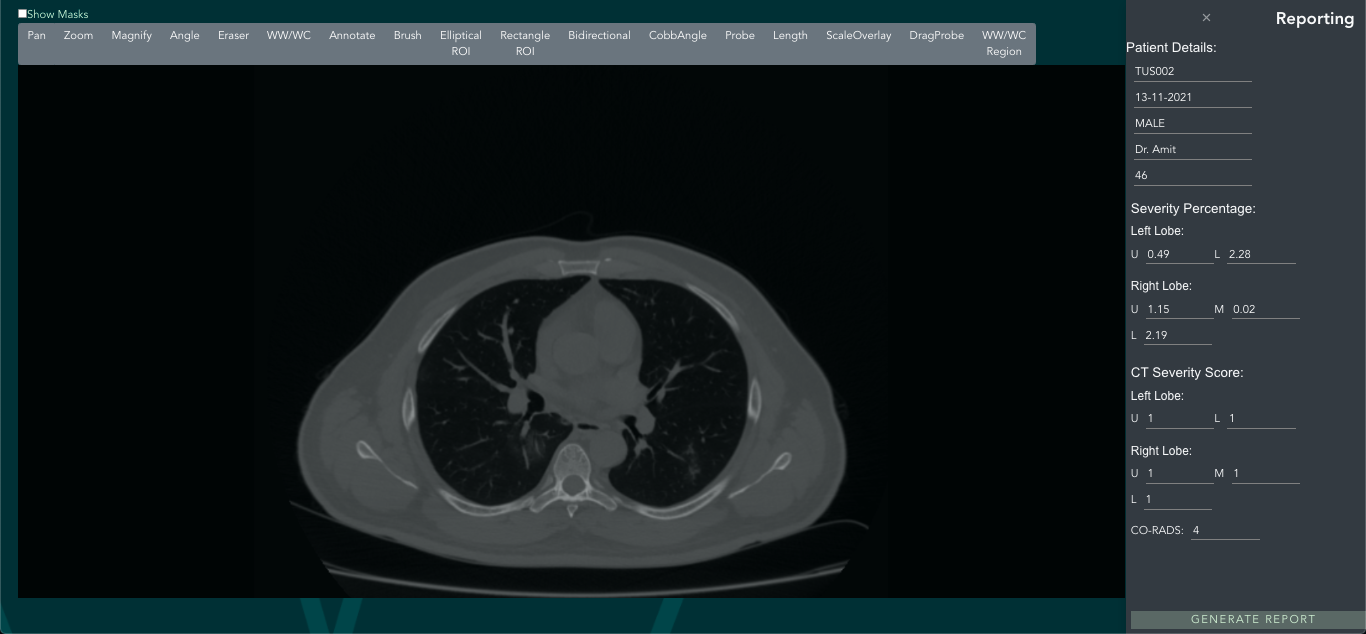 Show Masks
Pan Zoom Magnify Angle Eraser WW/WC Annotate Brush Elliptical ROI Rectangle ROI Bidirectional CobbAngle Probe Length ScaleOverlay DragProbe WW/WC Region
× Reporting
Patient Details:
TUS002
13-11-2021
MALE
Dr. Amit
46
Severity Percentage:
Left Lobe:
U 0.49 L 2.28
Right Lobe:
U 1.15 M 0.02
L 2.19
CT Severity Score:
Left Lobe:
U 1 L 1
Right Lobe:
U 1 M 1
L 1
CO-RADS: 4
GENERATE REPORT